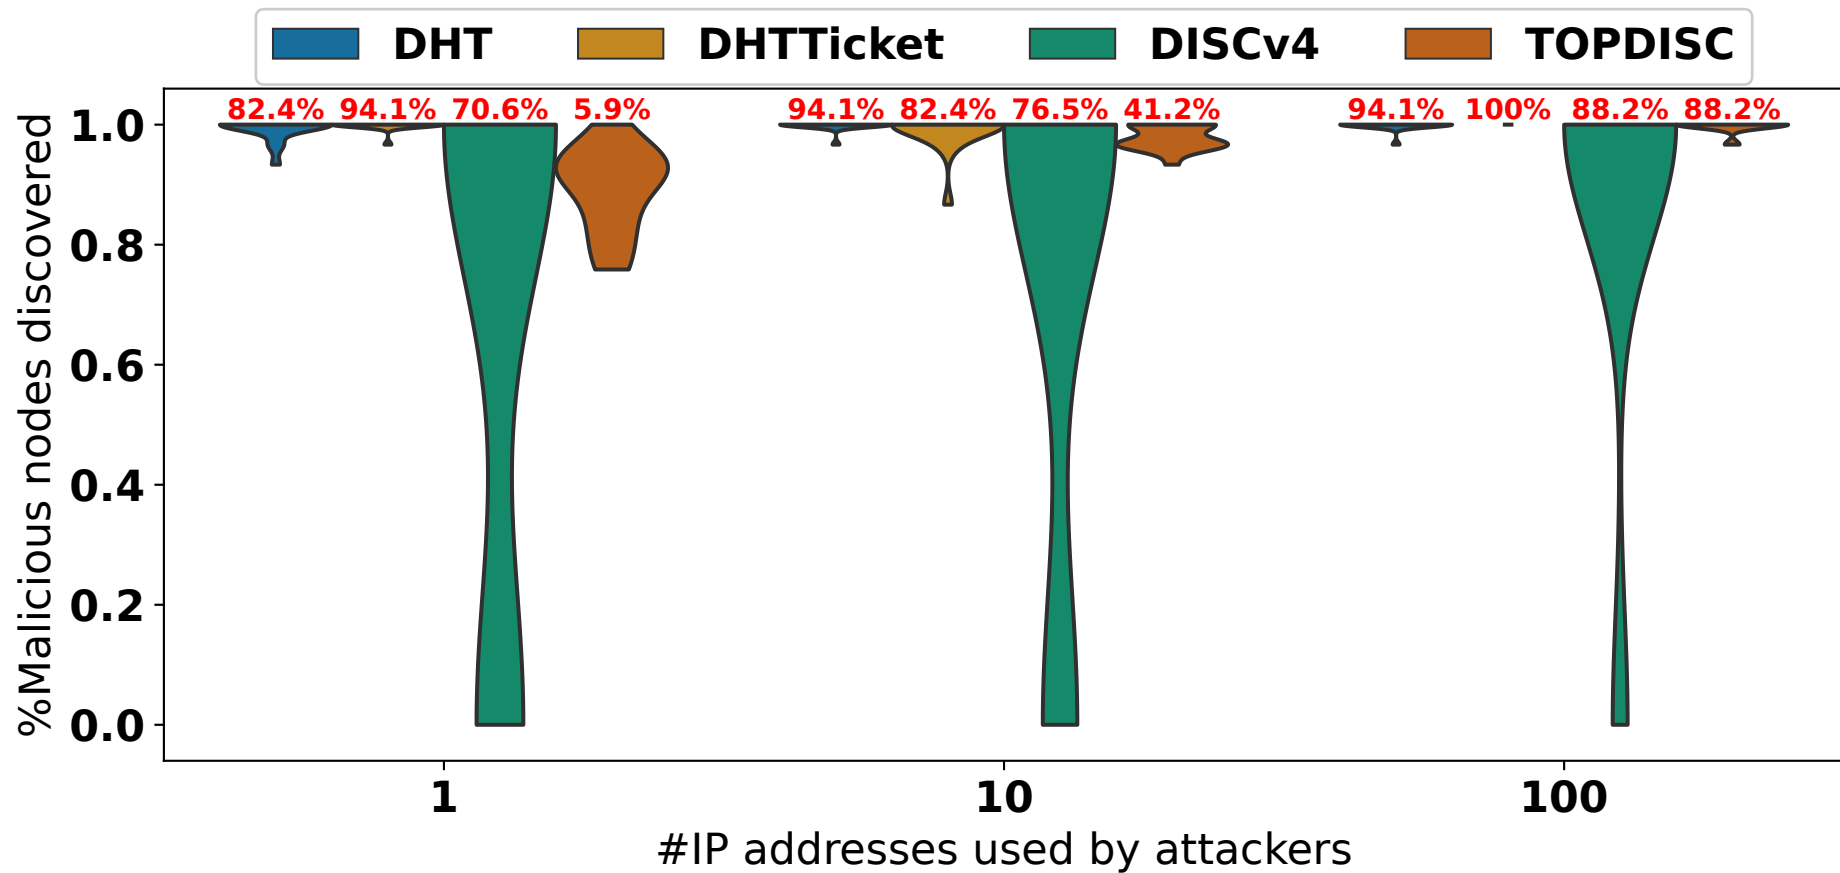 DHT DHTTicket DISCv4 TOPDISC
82.4% 94.1% 70.6% 5.9% 94.1% 82.4% 76.5% 41.2% 94.1% 100% 88.2% 88.2%
%Malicious nodes discovered
1.0
0.8
0.6
0.4
0.2
0.0
1 10 100
#IP addresses used by attackers